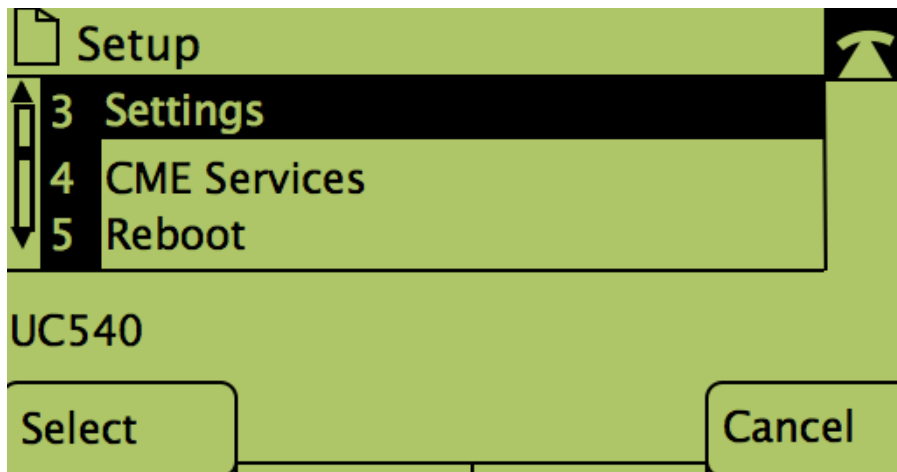 Setup
3 Settings
4 CME Services
5 Reboot
UC540
Select Cancel